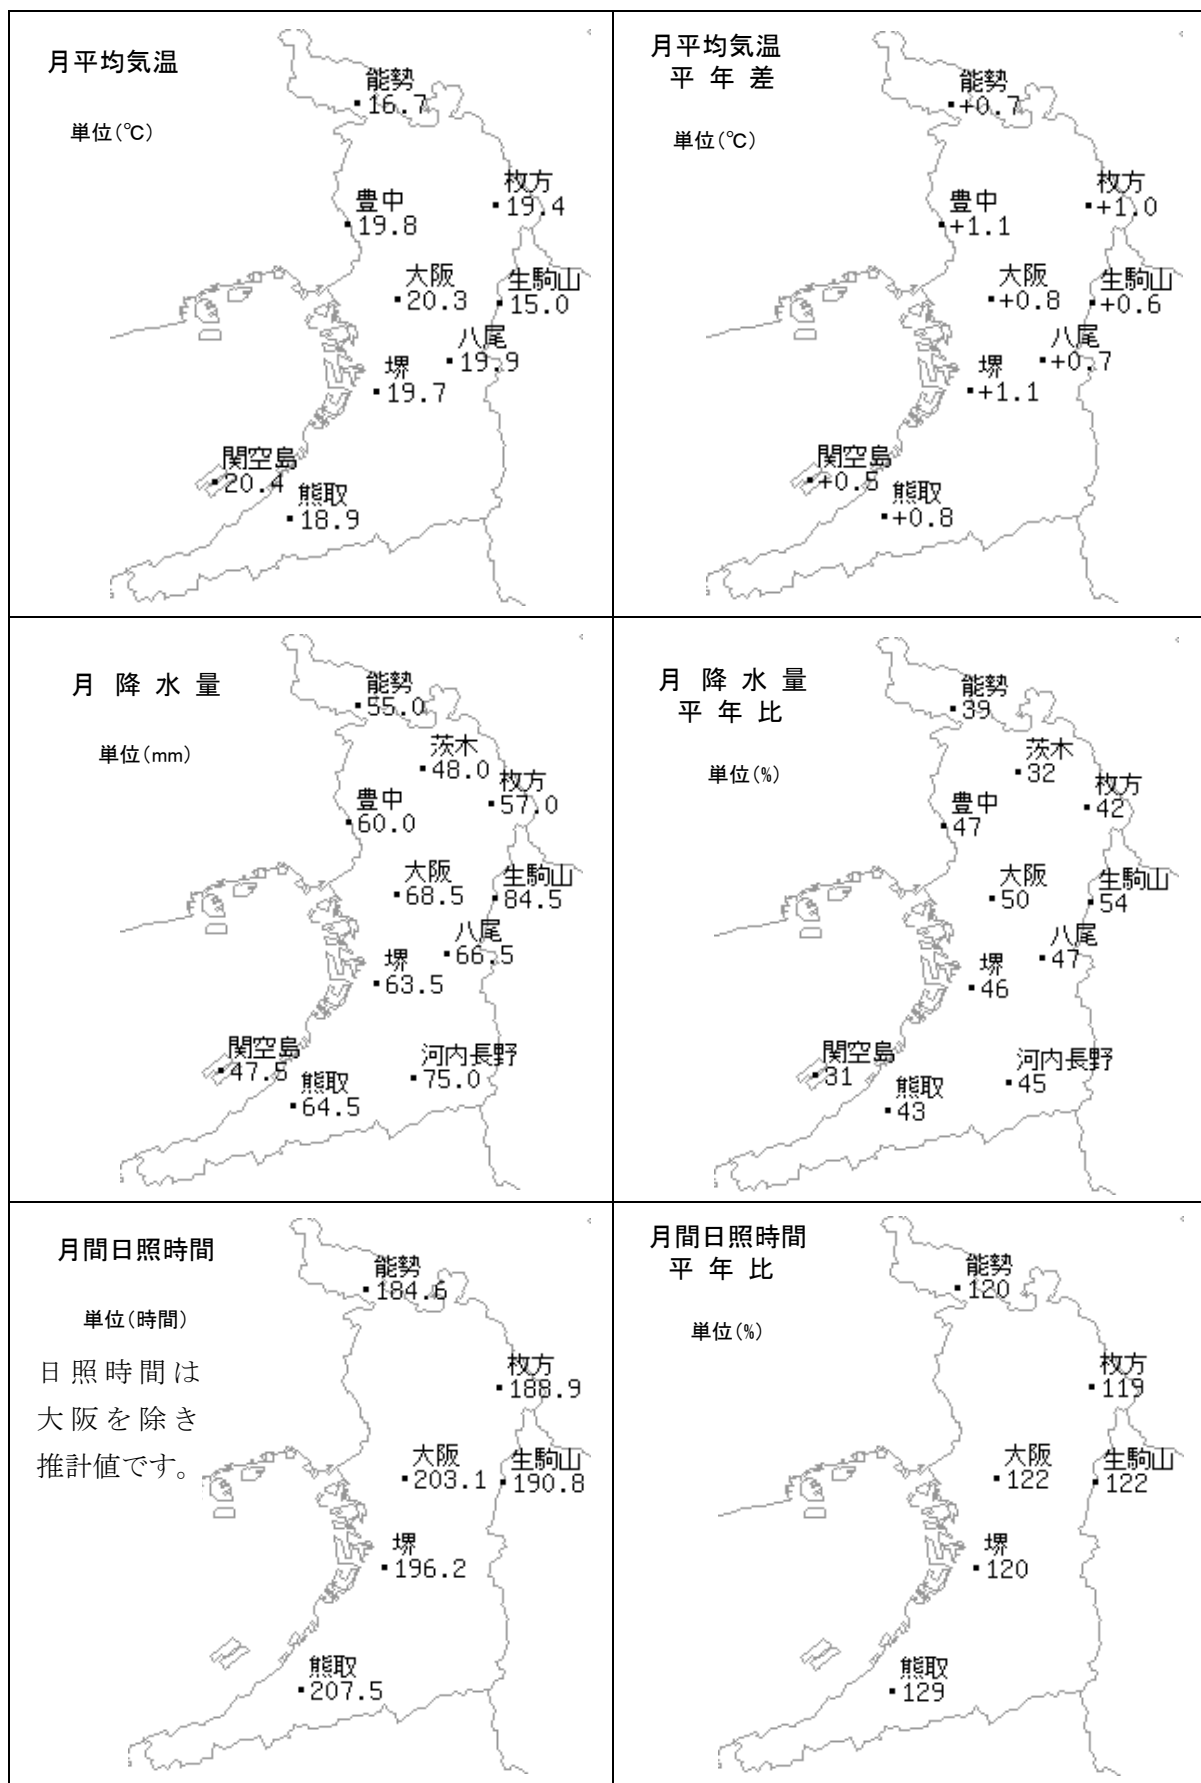 月平均気温
単位(℃)
能勢
16.7
枚方
19.4
豊中
19.8
大阪
20.3
生駒山
15.0
八尾
19.9
堺
19.7
関空島
20.4
熊取
18.9
月平均気温
平 年 差
単位(℃)
能勢
+0.7
枚方
+1.0
豊中
+1.1
大阪
+0.8
生駒山
+0.6
八尾
+0.7
堺
+1.1
関空島
+0.5
熊取
+0.8
月 降 水 量
単位(mm)
能勢
55.0
茨木
48.0
枚方
57.0
豊中
60.0
大阪
68.5
生駒山
84.5
八尾
66.5
堺
63.5
関空島
47.5
河内長野
75.0
熊取
64.5
月 降 水 量
平 年 比
単位(%)
能勢
39
茨木
32
枚方
42
豊中
47
大阪
50
生駒山
54
八尾
47
堺
46
関空島
31
河内長野
45
熊取
43
月間日照時間
単位(時間)
日照時間は
大阪を除き
推計値です。
能勢
184.6
枚方
188.9
大阪
203.1
生駒山
190.8
堺
196.2
熊取
207.5
月間日照時間
平 年 比
単位(%)
能勢
120
枚方
119
大阪
122
生駒山
122
堺
120
熊取
129